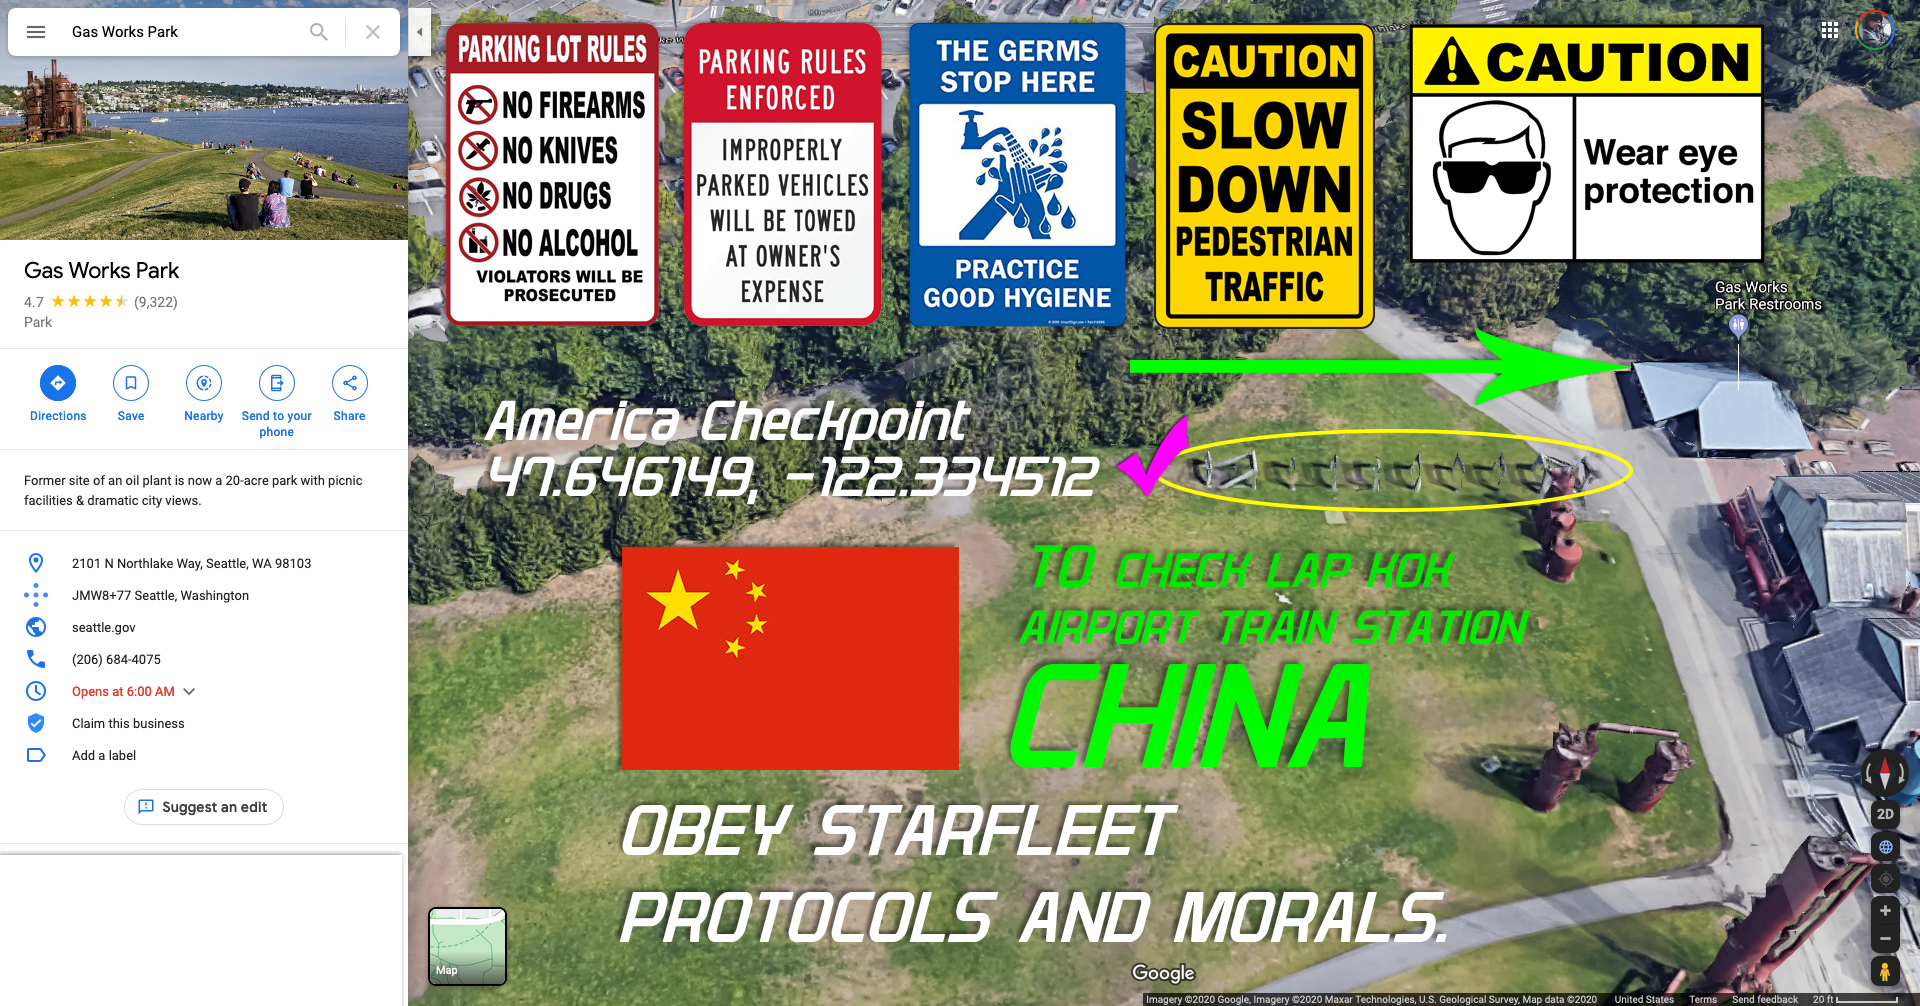 Gas Works Park
Gas Works Park
4.7
(9,322)
Park
Directions
Save
Nearby
Send to your
phone
Share
Former site of an oil plant is now a 20-acre park with picnic
facilities & dramatic city views.
2101 N Northlake Way, Seattle, WA 98103
JMW8+77 Seattle, Washington
seattle.gov
(206) 684-4075
Opens at 6:00 AM
Claim this business
Add a label
Suggest an edit
PARKING LOT RULES
NO FIREARMS
NO KNIVES
NO DRUGS
NO ALCOHOL
VIOLATORS WILL BE
PROSECUTED
PARKING RULES
ENFORCED
IMPROPERLY
PARKED VEHICLES
WILL BE TOWED
AT OWNER'S
EXPENSE
THE GERMS
STOP HERE
PRACTICE
GOOD HYGIENE
CAUTION
SLOW
DOWN
PEDESTRIAN
TRAFFIC
CAUTION
Wear eye
protection
Gas Works
Park Restrooms
America Checkpoint
47.646149, -122.334512
TO CHECK LAP KOK
AIRPORT TRAIN STATION
CHINA
OBEY STARFLEET
PROTOCOLS AND MORALS.
Map
Google
2D
Imagery ©2020 Google, Imagery ©2020 Maxar Technologies, U.S. Geological Survey, Map data ©2020
United States
Terms
Send feedback
20 ft